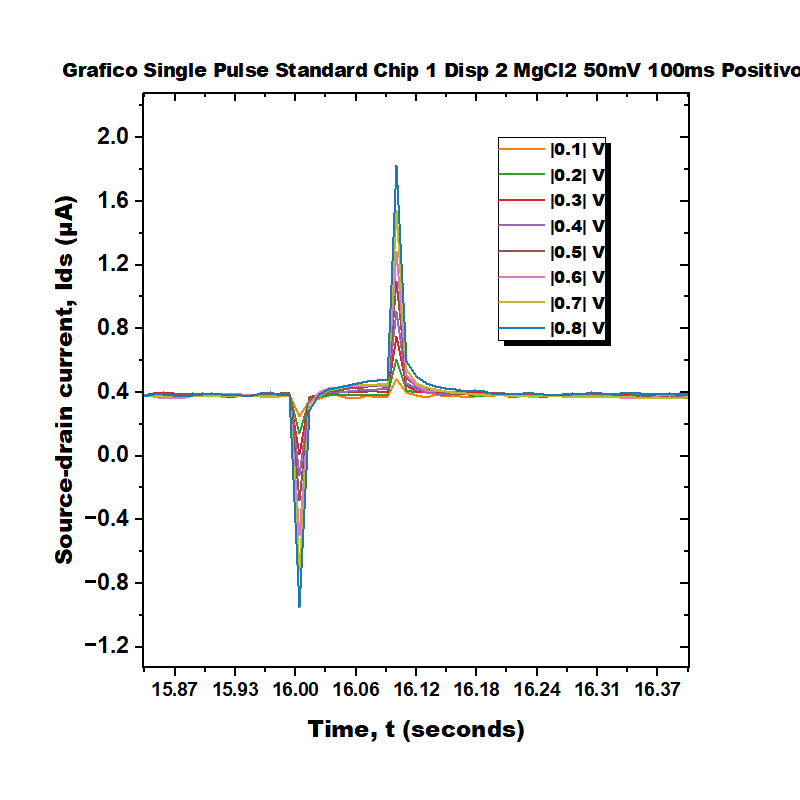 Grafico Single Pulse Standard Chip 1 Disp 2 MgCl2 50mV 100ms Positivo
2.0
1.6
1.2
0.8
0.4
0.0
−0.4
−0.8
−1.2
Source-drain current, Ids (µA)
|0.1| V
|0.2| V
|0.3| V
|0.4| V
|0.5| V
|0.6| V
|0.7| V
|0.8| V
15.87 15.93 16.00 16.06 16.12 16.18 16.24 16.31 16.37
Time, t (seconds)